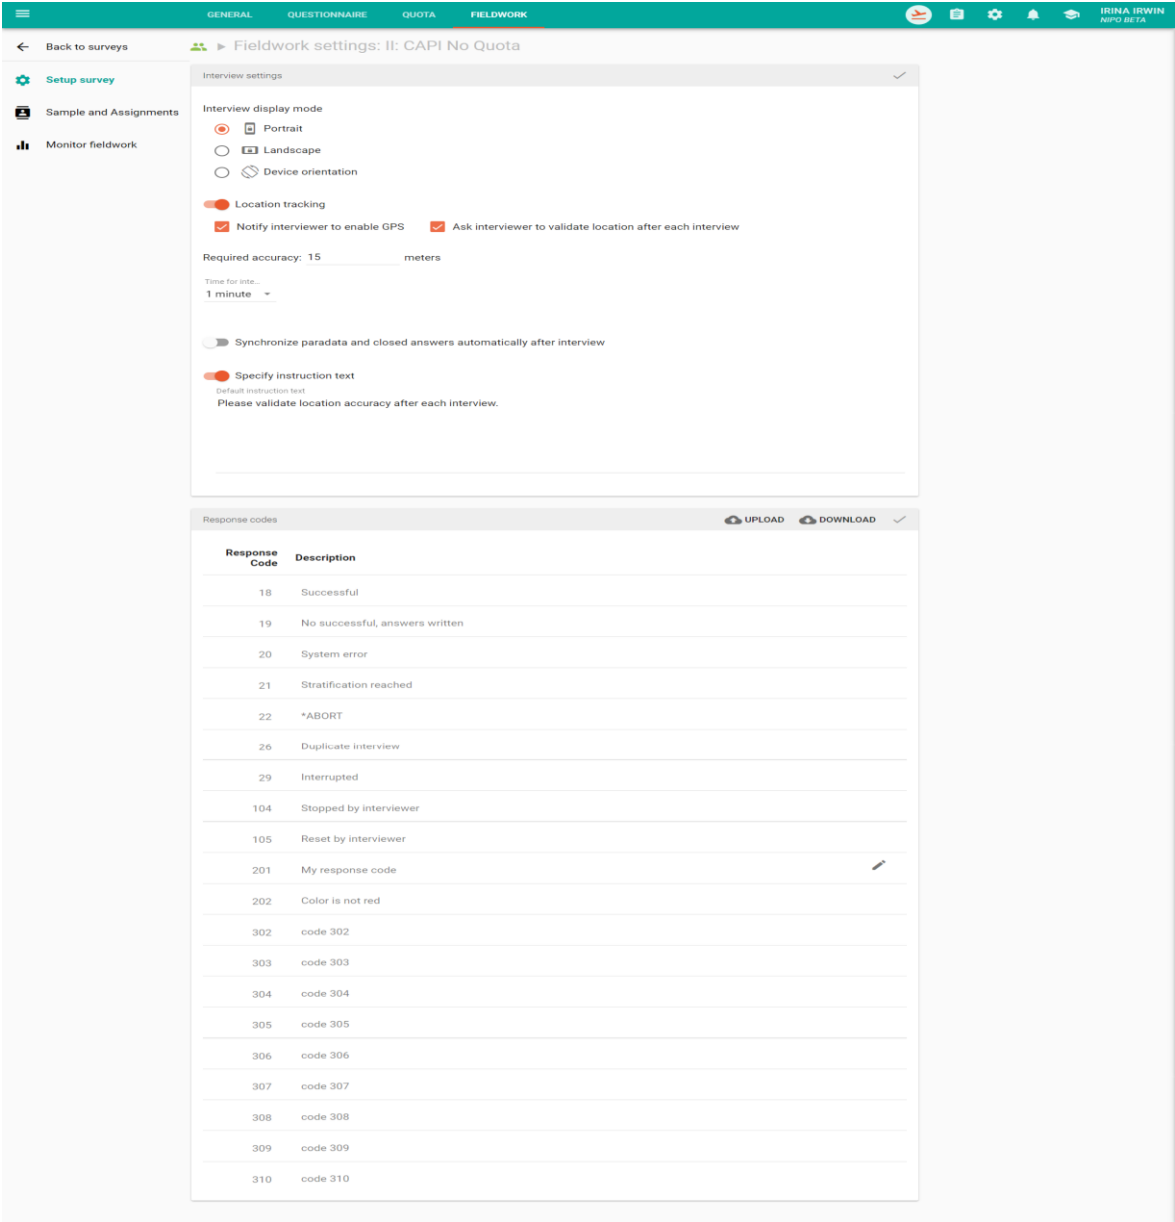 GENERAL QUESTIONNAIRE QUOTA FIELDWORK IRINA IRWIN
NIPO BETA
Back to surveys
Fieldwork settings: II: CAPI No Quota
Setup survey
Sample and Assignments
Monitor fieldwork
Interview settings
Interview display mode
Portrait
Landscape
Device orientation
Location tracking
Notify interviewer to enable GPS Ask interviewer to validate location after each interview
Required accuracy: 15 meters
Time for inte...
1 minute
Synchronize paradata and closed answers automatically after interview
Specify instruction text
Default instruction text
Please validate location accuracy after each interview.
Response codes UPLOAD DOWNLOAD
Response Code Description
18 Successful
19 No successful, answers written
20 System error
21 Stratification reached
22 *ABORT
26 Duplicate interview
29 Interrupted
104 Stopped by interviewer
105 Reset by interviewer
201 My response code
202 Color is not red
302 code 302
303 code 303
304 code 304
305 code 305
306 code 306
307 code 307
308 code 308
309 code 309
310 code 310